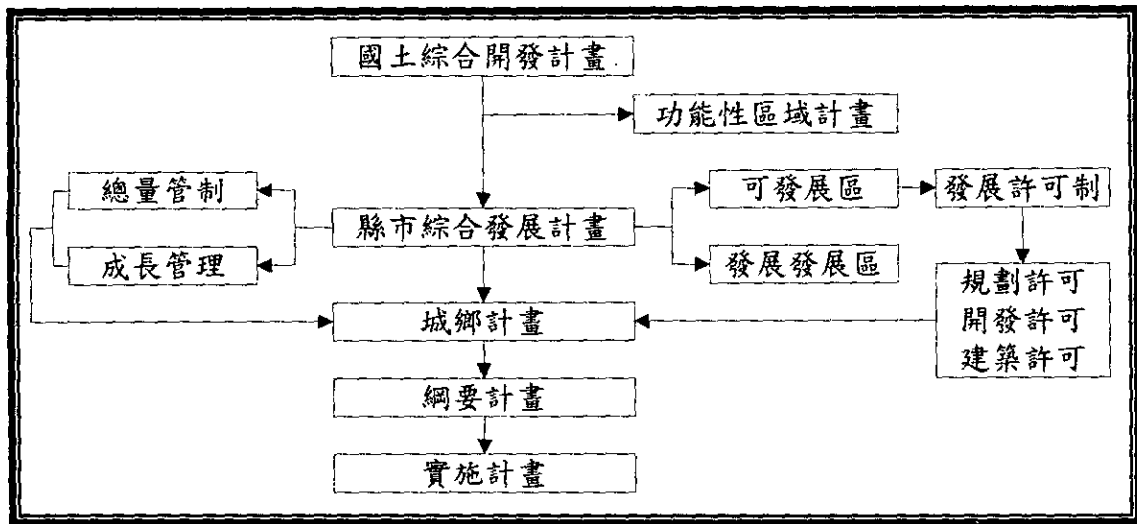 國土綜合開發計畫
功能性區域計畫
總量管制
可發展區
發展許可制
縣市綜合發展計畫
成長管理
發展發展區
規劃許可
開發許可
建築許可
城鄉計畫
綱要計畫
實施計畫